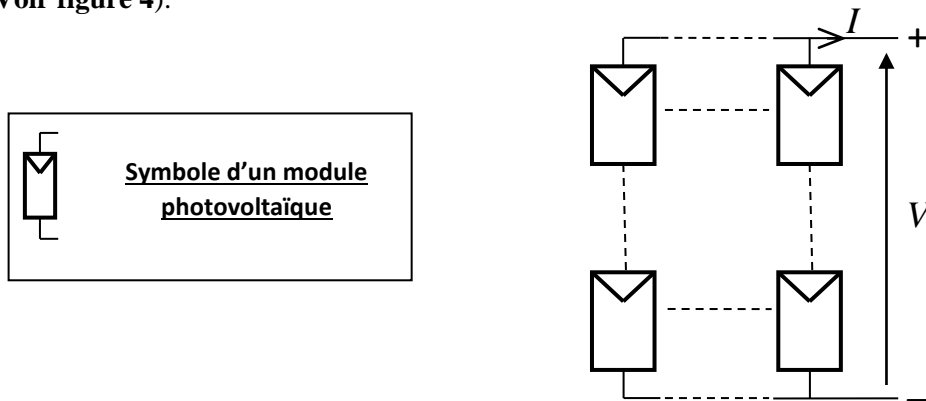 voir figure 4).
Symbole d'un module
photovoltaïque
I
+
V
–